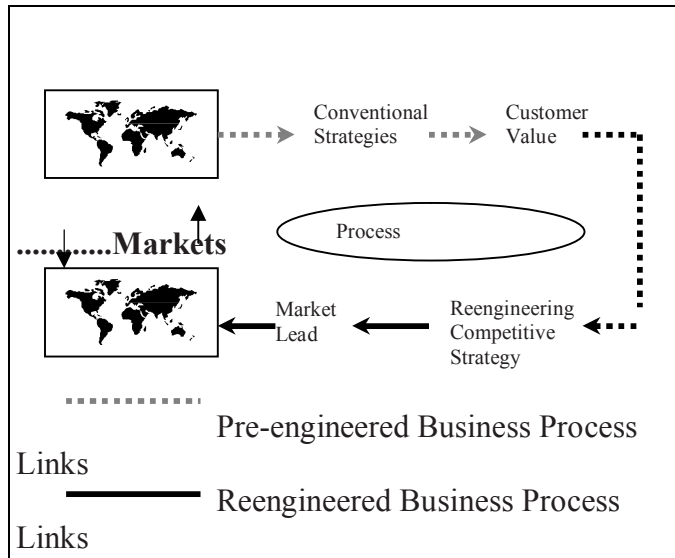 Conventional
Strategies
Customer
Value
Process
............Markets
Market
Lead
Reengineering
Competitive
Strategy
Pre-engineered Business Process
Links
Reengineered Business Process
Links